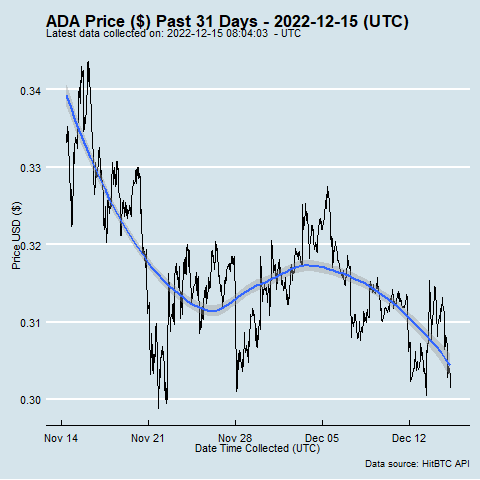 ADA Price ($) Past 31 Days - 2022-12-15 (UTC)
Latest data collected on: 2022-12-15 08:04:03 - UTC
0.34
0.33
0.32
0.31
0.30
Price USD ($)
Nov 14
Nov 21
Nov 28
Dec 05
Dec 12
Date Time Collected (UTC)
Data source: HitBTC API